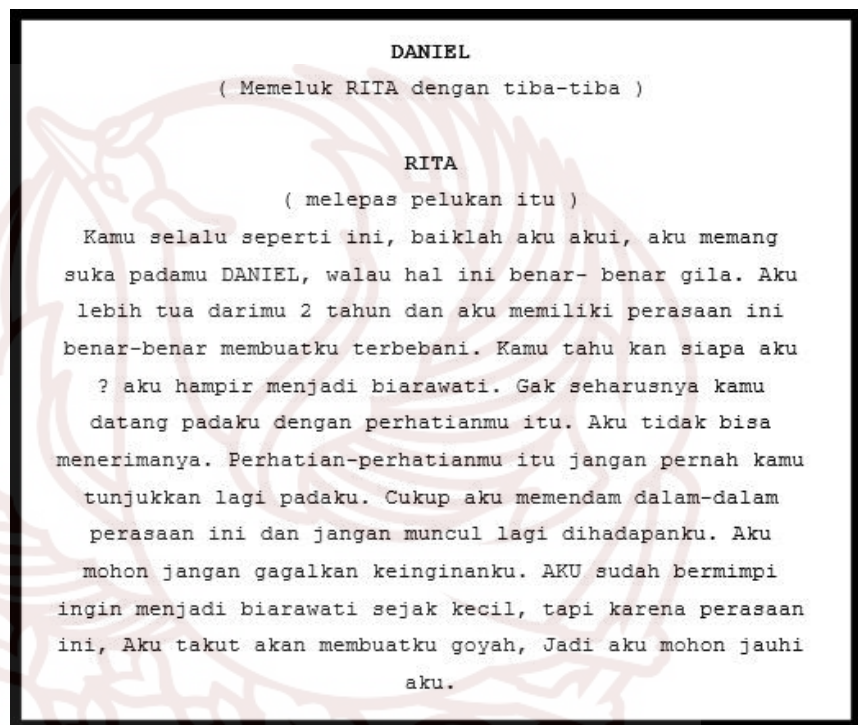 DANIEL
( Memeluk RITA dengan tiba-tiba )
RITA
( melepas pelukan itu )
Kamu selalu seperti ini, baiklah aku akui, aku memang
suka padamu DANIEL, walau hal ini benar- benar gila. Aku
lebih tua darimu 2 tahun dan aku memiliki perasaan ini
benar-benar membuatku terbebani. Kamu tahu kan siapa aku
? aku hampir menjadi biarawati. Gak seharusnya kamu
datang padaku dengan perhatianmu itu. Aku tidak bisa
menerimanya. Perhatian-perhatianmu itu jangan pernah kamu
tunjukkan lagi padaku. Cukup aku memendam dalam-dalam
perasaan ini dan jangan muncul lagi dihadapanku. Aku
mohon jangan gagalkan keinginanku. AKU sudah bermimpi
ingin menjadi biarawati sejak kecil, tapi karena perasaan
ini, Aku takut akan membuatku goyah, Jadi aku mohon jauhi
aku.